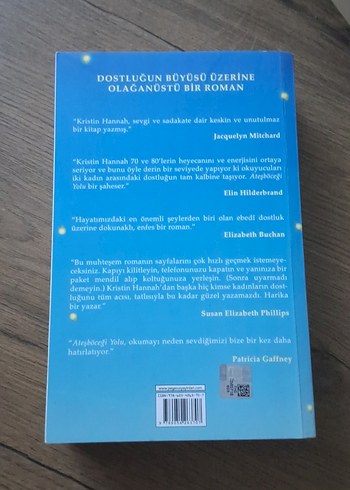 DOSTLUĞUN BÜYÜSÜ ÜZERİNE
OLAĞANÜSTÜ BİR ROMAN
"Kristin Hannah, sevgi ve sadakate dair keskin ve unutulmaz
bir kitap yazmış."
Jacquelyn Mitchard
"Kristin Hannah 70 ve 80'lerin heyecanını ve enerjisini ortaya
seriyor ve bunu öyle derin bir seviyede yapıyor ki okuyucuları
iki kadın arasındaki dostluğun tam kalbine taşıyor. Ateşböceği
Yolu bir şaheser."
Elin Hilderbrand
"Hayatımızdaki en önemli şeylerden biri olan ebedî dostluk
üzerine dokunaklı, enfes bir roman."
Elizabeth Buchan
"Bu muhteşem romanın sayfalarını çok hızlı geçmek istemeye-
ceksiniz. Kapıyı kilitleyin, telefonunuzu kapatın ve yanınıza bir
paket mendil alıp koltuğunuza yerleşin. (Sonra uyarmadı
demeyin.) Kristin Hannah'dan başka hiç kimse kadınların dost-
luğunu tüm acısı, tatlısıyla bu kadar güzel yazamazdı. Harika
bir yazar."
Susan Elizabeth Phillips
"Ateşböceği Yolu, okumayı neden sevdiğimizi bize bir kez daha
hatırlatıyor."
Patricia Gaffney